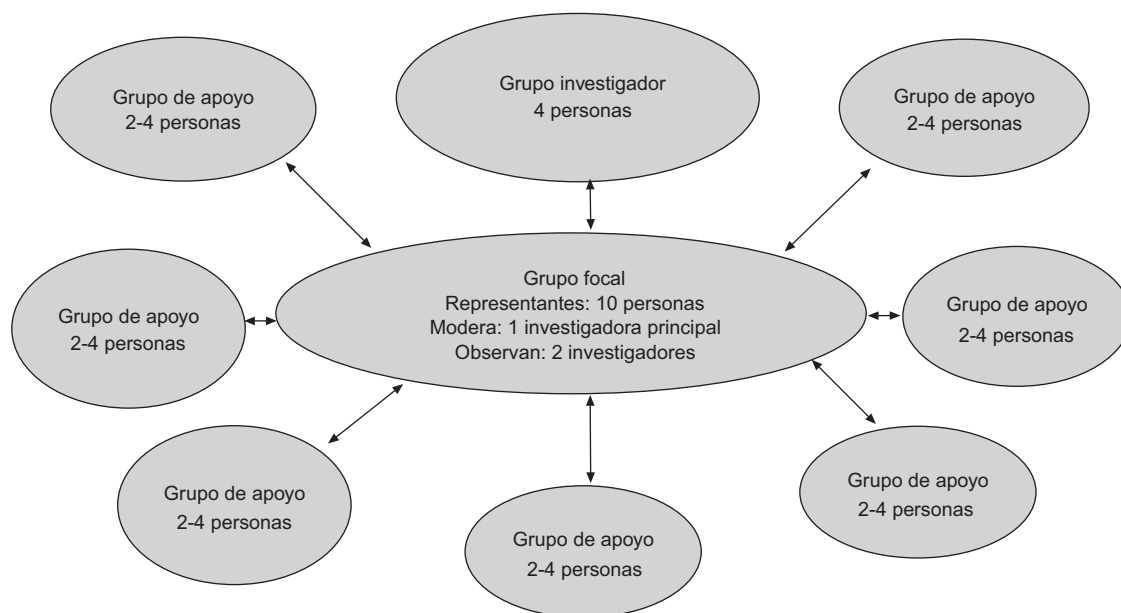 Grupo de apoyo
2-4 personas
Grupo investigador
4 personas
Grupo de apoyo
2-4 personas
Grupo de apoyo
2-4 personas
Grupo focal
Representantes: 10 personas
Modera: 1 investigadora principal
Observan: 2 investigadores
Grupo de apoyo
2-4 personas
Grupo de apoyo
2-4 personas
Grupo de apoyo
2-4 personas
Grupo de apoyo
2-4 personas